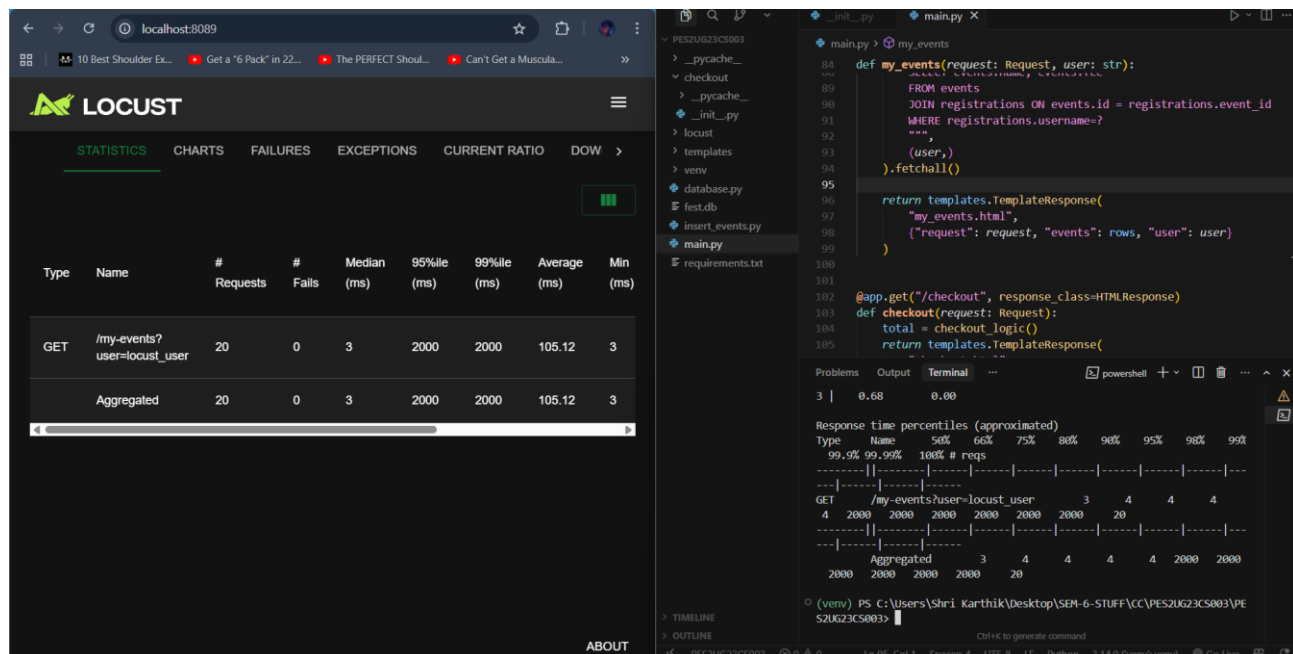 localhost:8089
10 Best Shoulder Ex...
Get a "6 Pack" in 22...
The PERFECT Shoul...
Can't Get a Muscula...
»
LOCUST
STATISTICS CHARTS FAILURES EXCEPTIONS CURRENT RATIO DOW
Type Name # Requests # Fails Median (ms) 95%ile (ms) 99%ile (ms) Average (ms) Min (ms)
GET /my-events?user=locust_user 20 0 3 2000 2000 105.12 3
Aggregated 20 0 3 2000 2000 105.12 3
ABOUT
PES2UG23CS003
__pycache__
checkout
__pycache__
__init__.py
locust
templates
venv
database.py
fest.db
insert_events.py
main.py
requirements.txt
TIMELINE
OUTLINE
__init__.py main.py
main.py > my_events
84 def my_events(request: Request, user: str):
89 FROM events
90 JOIN registrations ON events.id = registrations.event_id
91 WHERE registrations.username=?
92 """,
93 (user,)
94 ).fetchall()
95
96 return templates.TemplateResponse(
97 "my_events.html",
98 {"request": request, "events": rows, "user": user}
99 )
100
101
102 @app.get("/checkout", response_class=HTMLResponse)
103 def checkout(request: Request):
104 total = checkout_logic()
105 return templates.TemplateResponse(
Problems Output Terminal ... powershell
3 | 0.68 0.00
Response time percentiles (approximated)
Type Name 50% 66% 75% 80% 90% 95% 98% 99%
99.9% 99.99% 100% # reqs
--------||--------|------|------|------|------|------|------|------|---
---|------|------|------
GET /my-events?user=locust_user 3 4 4 4
4 2000 2000 2000 2000 2000 2000 20
--------||--------|------|------|------|------|------|------|------|---
---|------|------|------
Aggregated 3 4 4 4 4 2000 2000
2000 2000 2000 2000 20
(venv) PS C:\Users\Shri Karthik\Desktop\SEM-6-STUFF\CC\PES2UG23CS003\PE
S2UG23CS003>
Ctrl+K to generate command